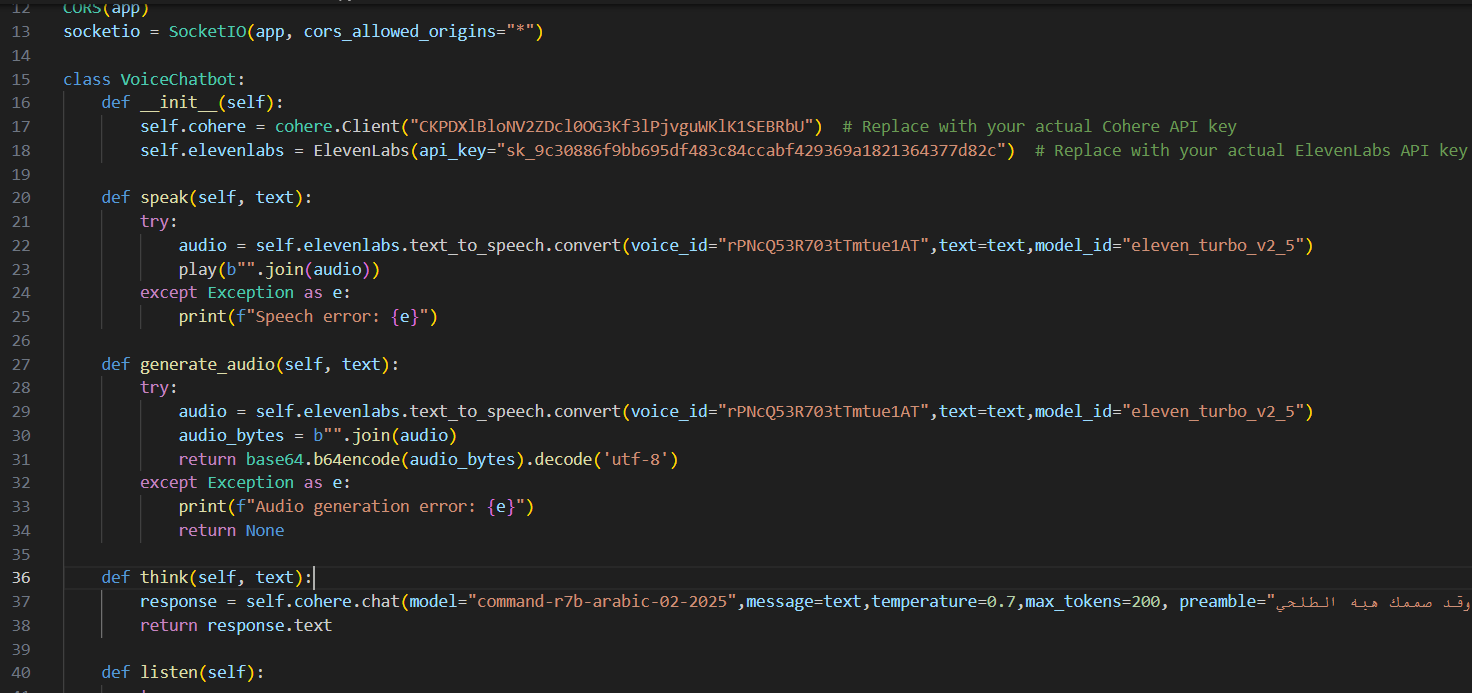 12 CORS(app)
13 socketio = SocketIO(app, cors_allowed_origins="*")
14
15 class VoiceChatbot:
16     def __init__(self):
17         self.cohere = cohere.Client("CKPDXlBloNV2ZDcl0OG3Kf3lPjvguWKlK1SEBRbU")  # Replace with your actual Cohere API key
18         self.elevenlabs = ElevenLabs(api_key="sk_9c30886f9bb695df483c84ccabf429369a1821364377d82c")  # Replace with your actual ElevenLabs API key
19
20     def speak(self, text):
21         try:
22             audio = self.elevenlabs.text_to_speech.convert(voice_id="rPNcQ53R703tTmtue1AT",text=text,model_id="eleven_turbo_v2_5")
23             play(b"".join(audio))
24         except Exception as e:
25             print(f"Speech error: {e}")
26
27     def generate_audio(self, text):
28         try:
29             audio = self.elevenlabs.text_to_speech.convert(voice_id="rPNcQ53R703tTmtue1AT",text=text,model_id="eleven_turbo_v2_5")
30             audio_bytes = b"".join(audio)
31             return base64.b64encode(audio_bytes).decode('utf-8')
32         except Exception as e:
33             print(f"Audio generation error: {e}")
34             return None
35
36     def think(self, text):
37         response = self.cohere.chat(model="command-r7b-arabic-02-2025",message=text,temperature=0.7,max_tokens=200, preamble="وقد صممك هيه الطلحي
38         return response.text
39
40     def listen(self):